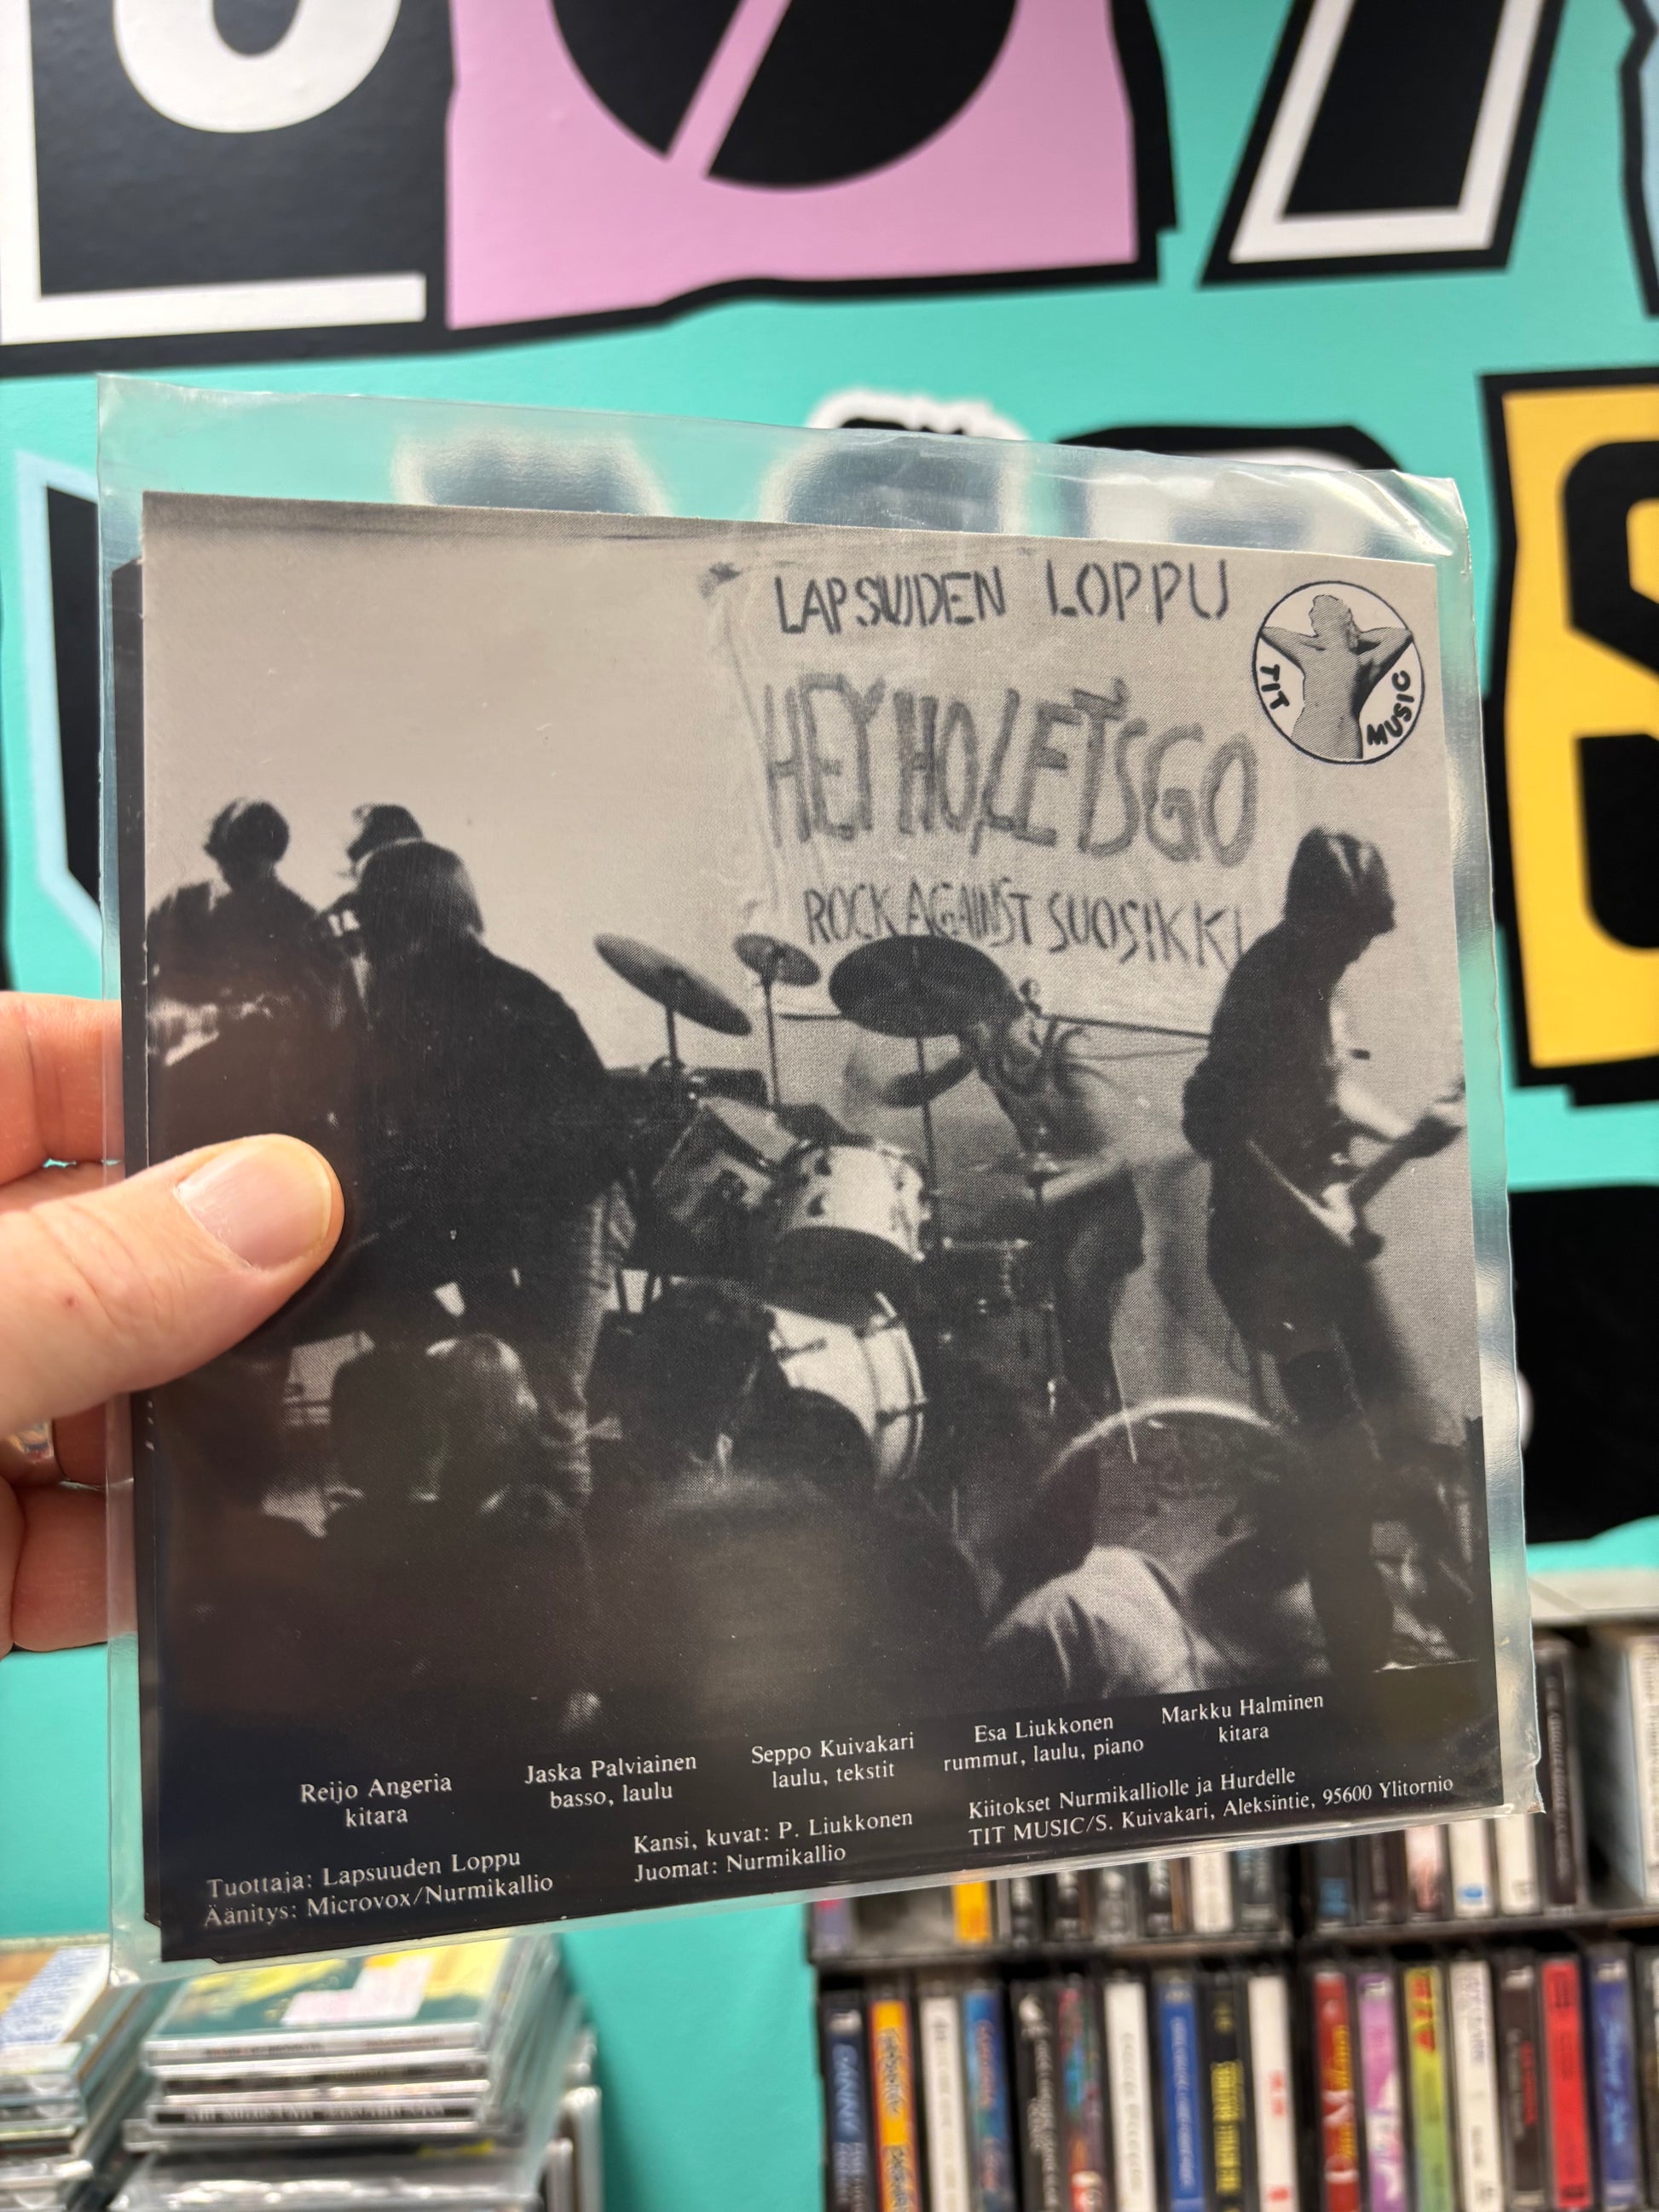 LAPSUUDEN LOPPU
HEY HO, LET'S GO
ROCK AGAINST SUOSIKKI
TIT MUSIC
Reijo Angeria
kitara
Jaska Palviainen
basso, laulu
Seppo Kuivakari
laulu, tekstit
Esa Liukkonen
rummut, laulu, piano
Markku Halminen
kitara
Tuottaja: Lapsuuden Loppu
Äänitys: Microvox/Nurmikallio
Kansi, kuvat: P. Liukkonen
Juomat: Nurmikallio
Kiitokset Nurmikalliolle ja Hurdelle
TIT MUSIC/S. Kuivakari, Aleksintie, 95600 Ylitornio